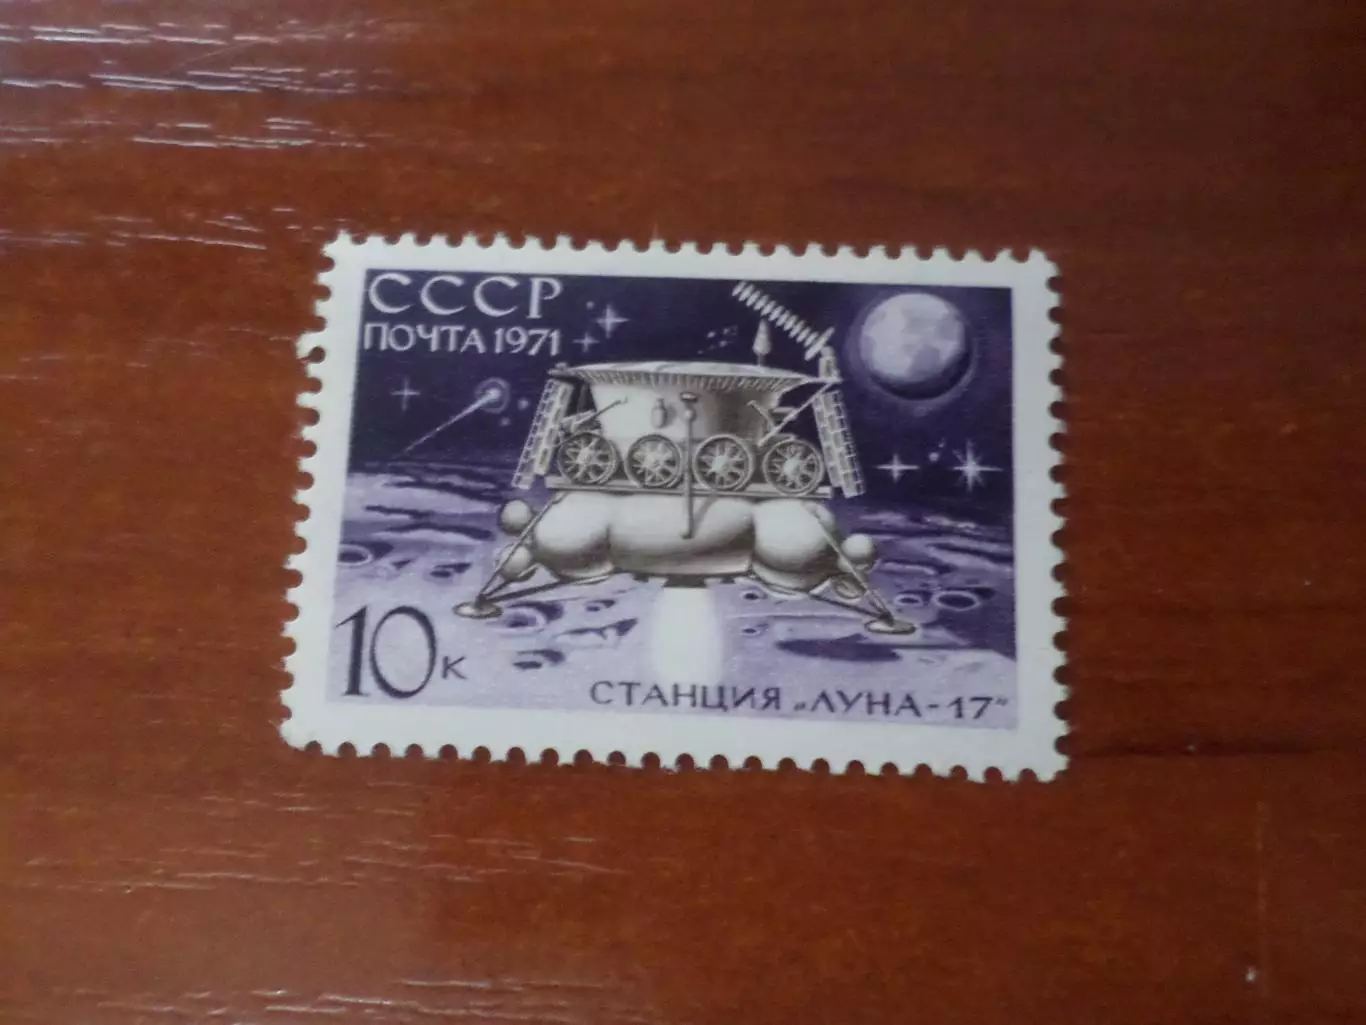 СССР
ПОЧТА 1971
10к
СТАНЦИЯ „ЛУНА-17"